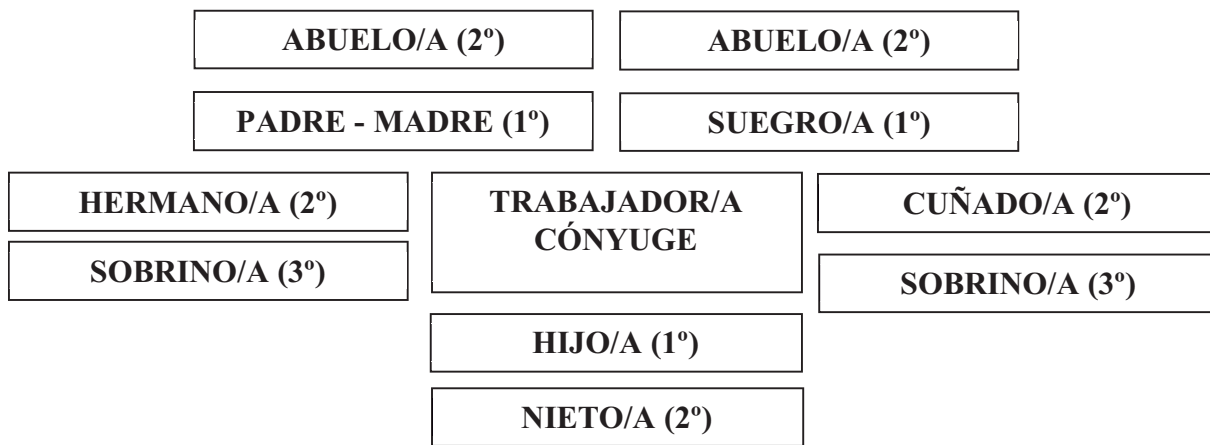 ABUELO/A (2º)
ABUELO/A (2º)
PADRE - MADRE (1º)
SUEGRO/A (1º)
HERMANO/A (2º)
TRABAJADOR/A
CÓNYUGE
CUÑADO/A (2º)
SOBRINO/A (3º)
SOBRINO/A (3º)
HIJO/A (1º)
NIETO/A (2º)